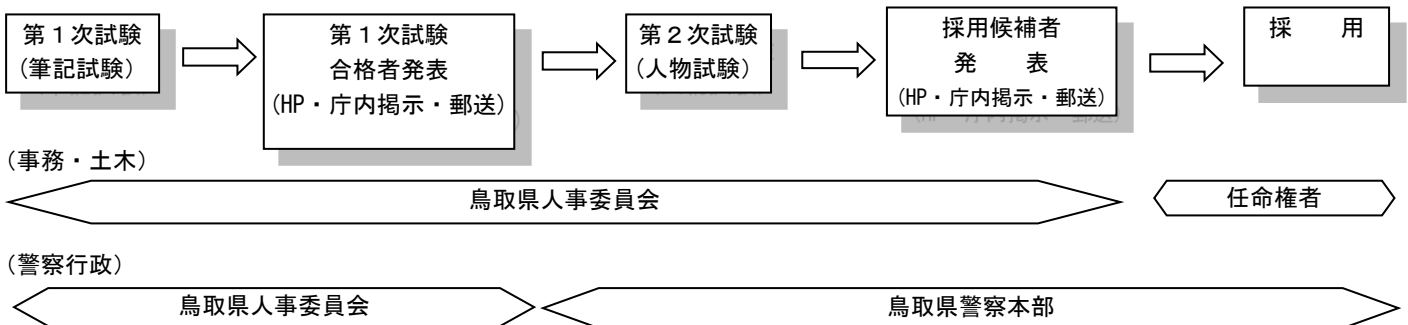 第１次試験
(筆記試験)
第１次試験
合格者発表
(HP・庁内掲示・郵送)
第２次試験
(人物試験)
採用候補者
発　　表
(HP・庁内掲示・郵送)
採　　用
(事務・土木)
鳥取県人事委員会
任命権者
(警察行政)
鳥取県人事委員会
鳥取県警察本部